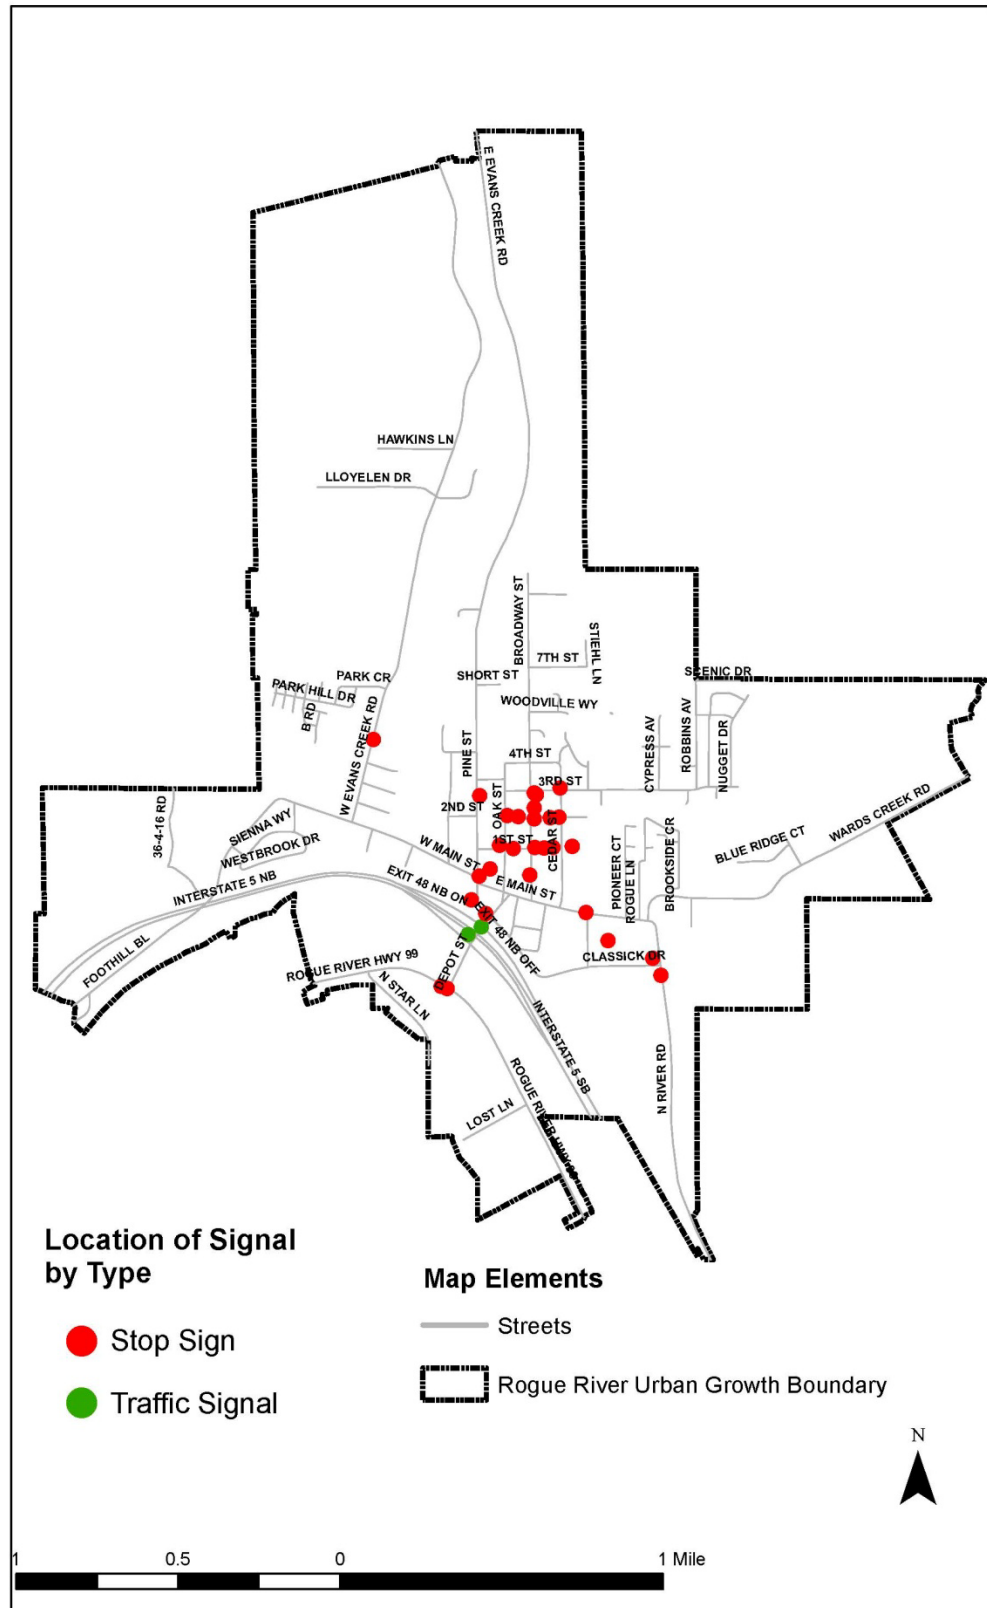 E EVANS CREEK RD
HAWKINS LN
LLOYELEN DR
BROADWAY ST
STIEHL LN
7TH ST
SHORT ST
SCENIC DR
PARK CR
PARK HILL DR
B RD
WOODVILLE WY
W EVANS CREEK RD
PINE ST
4TH ST
CYPRESS AV
ROBBINS AV
NUGGET DR
3RD ST
2ND ST
OAK ST
36-4-16 RD
SIENNA WY
WESTBROOK DR
1ST ST
CEDAR ST
WARDS CREEK RD
BLUE RIDGE CT
W MAIN ST
E MAIN ST
PIONEER CT
ROGUE LN
BROOKSIDE CR
INTERSTATE 5 NB
EXIT 48 NB ON
EXIT 48 NB OFF
FOOTHILL BL
DEPOT ST
CLASSICK DR
ROGUE RIVER HWY 99
N STAR LN
INTERSTATE 5 SB
N RIVER RD
LOST LN
ROGUE RIVER HWY 99
Location of Signal
by Type
Stop Sign
Traffic Signal
Map Elements
Streets
Rogue River Urban Growth Boundary
N
1 0.5 0 1 Mile